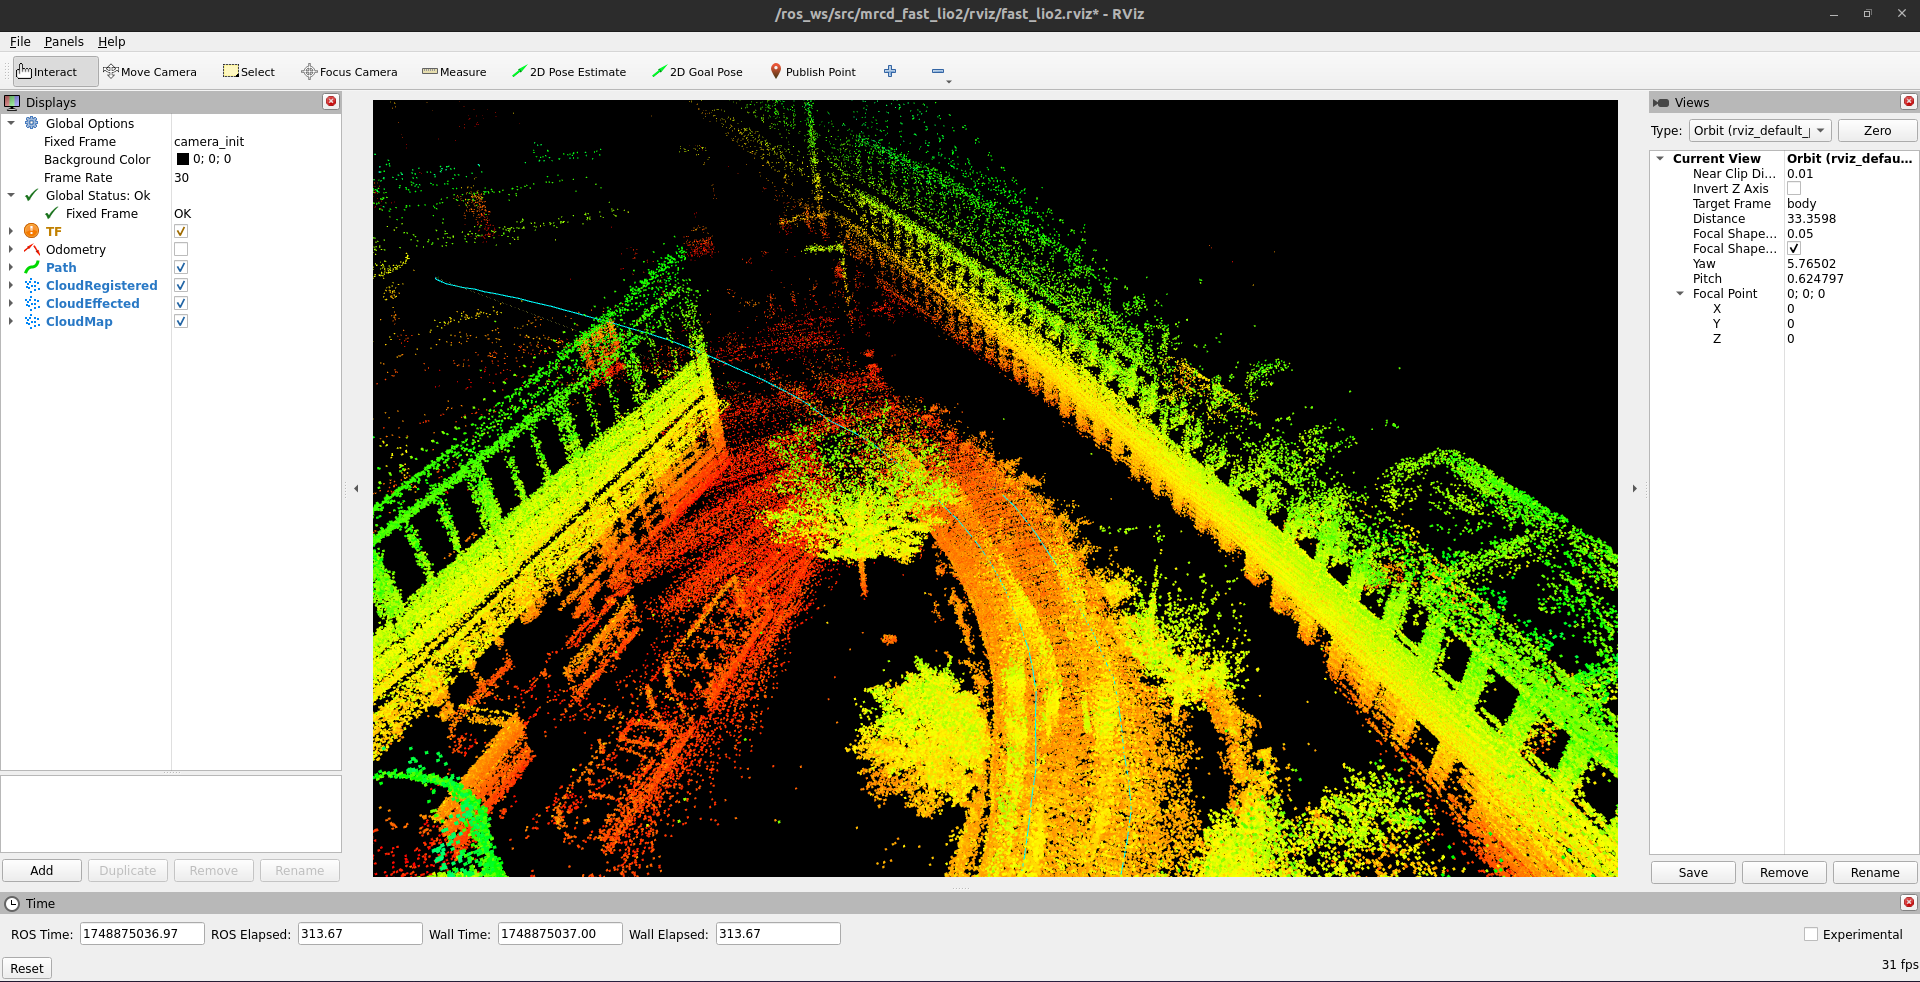 /ros_ws/src/mrcd_fast_lio2/rviz/fast_lio2.rviz* - RViz
File Panels Help
Interact Move Camera Select Focus Camera Measure 2D Pose Estimate 2D Goal Pose Publish Point
Displays
Global Options
Fixed Frame camera_init
Background Color 0; 0; 0
Frame Rate 30
Global Status: Ok
Fixed Frame OK
TF
Odometry
Path
CloudRegistered
CloudEffected
CloudMap
Add Duplicate Remove Rename
Views
Type: Orbit (rviz_default_ Zero
Current View Orbit (rviz_defau...
Near Clip Di... 0.01
Invert Z Axis
Target Frame body
Distance 33.3598
Focal Shape... 0.05
Focal Shape...
Yaw 5.76502
Pitch 0.624797
Focal Point 0; 0; 0
X 0
Y 0
Z 0
Save Remove Rename
Time
ROS Time: 1748875036.97 ROS Elapsed: 313.67 Wall Time: 1748875037.00 Wall Elapsed: 313.67 Experimental
Reset 31 fps